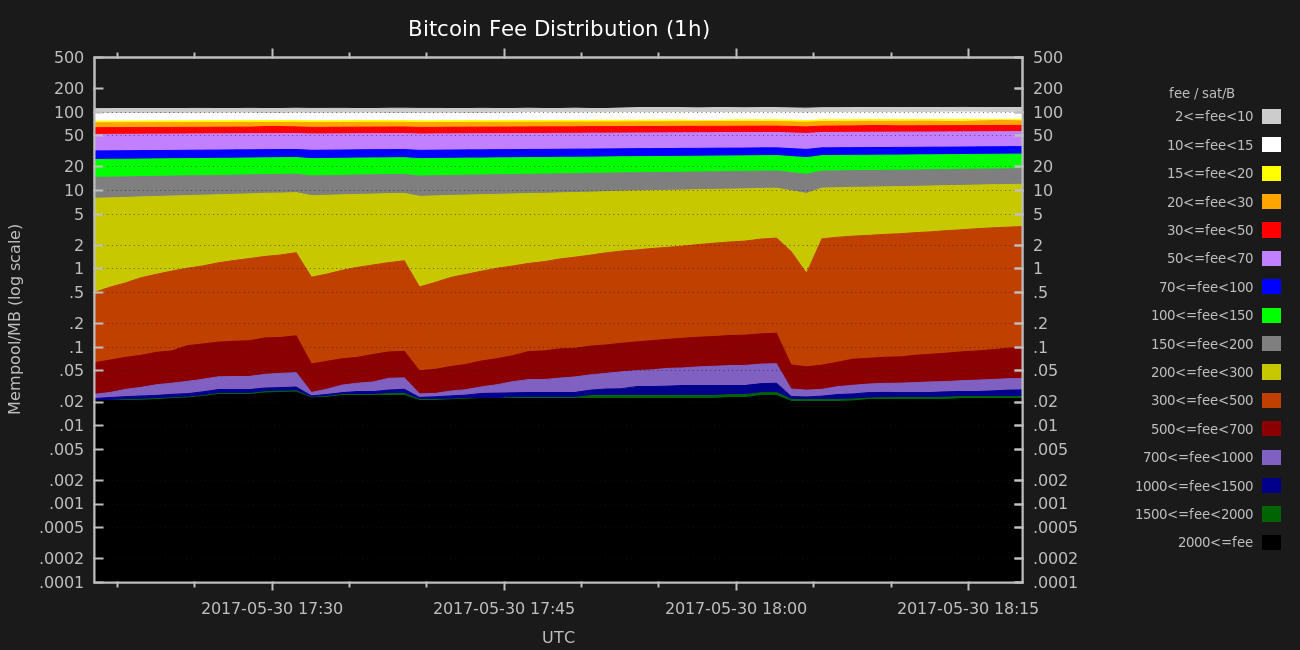 Bitcoin Fee Distribution (1h)
500
200
100
50
20
10
5
2
1
.5
.2
.1
.05
.02
.01
.005
.002
.001
.0005
.0002
.0001
Mempool/MB (log scale)
500
200
100
50
20
10
5
2
1
.5
.2
.1
.05
.02
.01
.005
.002
.001
.0005
.0002
.0001
2017-05-30 17:30
2017-05-30 17:45
2017-05-30 18:00
2017-05-30 18:15
UTC
fee / sat/B
2<=fee<10
10<=fee<15
15<=fee<20
20<=fee<30
30<=fee<50
50<=fee<70
70<=fee<100
100<=fee<150
150<=fee<200
200<=fee<300
300<=fee<500
500<=fee<700
700<=fee<1000
1000<=fee<1500
1500<=fee<2000
2000<=fee